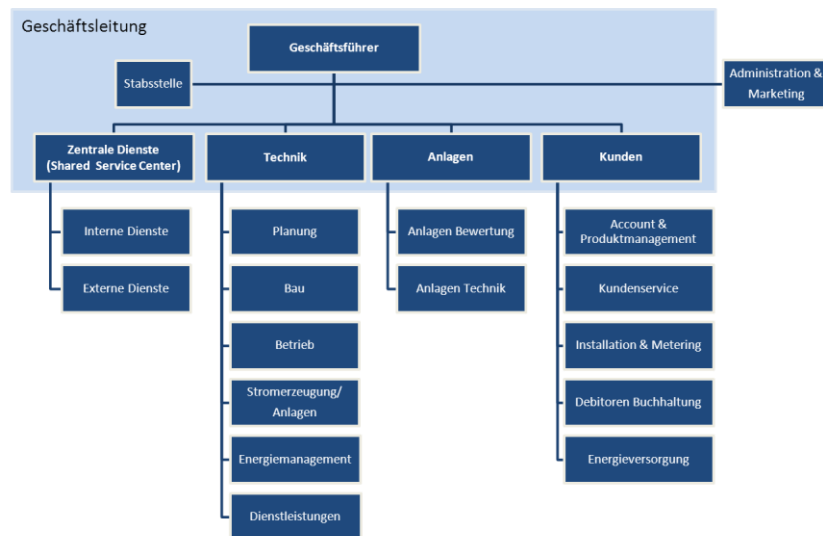 Geschäftsleitung
Geschäftsführer
Stabsstelle
Administration &
Marketing
Zentrale Dienste
(Shared Service Center)
Technik
Anlagen
Kunden
Interne Dienste
Externe Dienste
Planung
Bau
Betrieb
Stromerzeugung/
Anlagen
Energiemanagement
Dienstleistungen
Anlagen Bewertung
Anlagen Technik
Account &
Produktmanagement
Kundenservice
Installation & Metering
Debitoren Buchhaltung
Energieversorgung